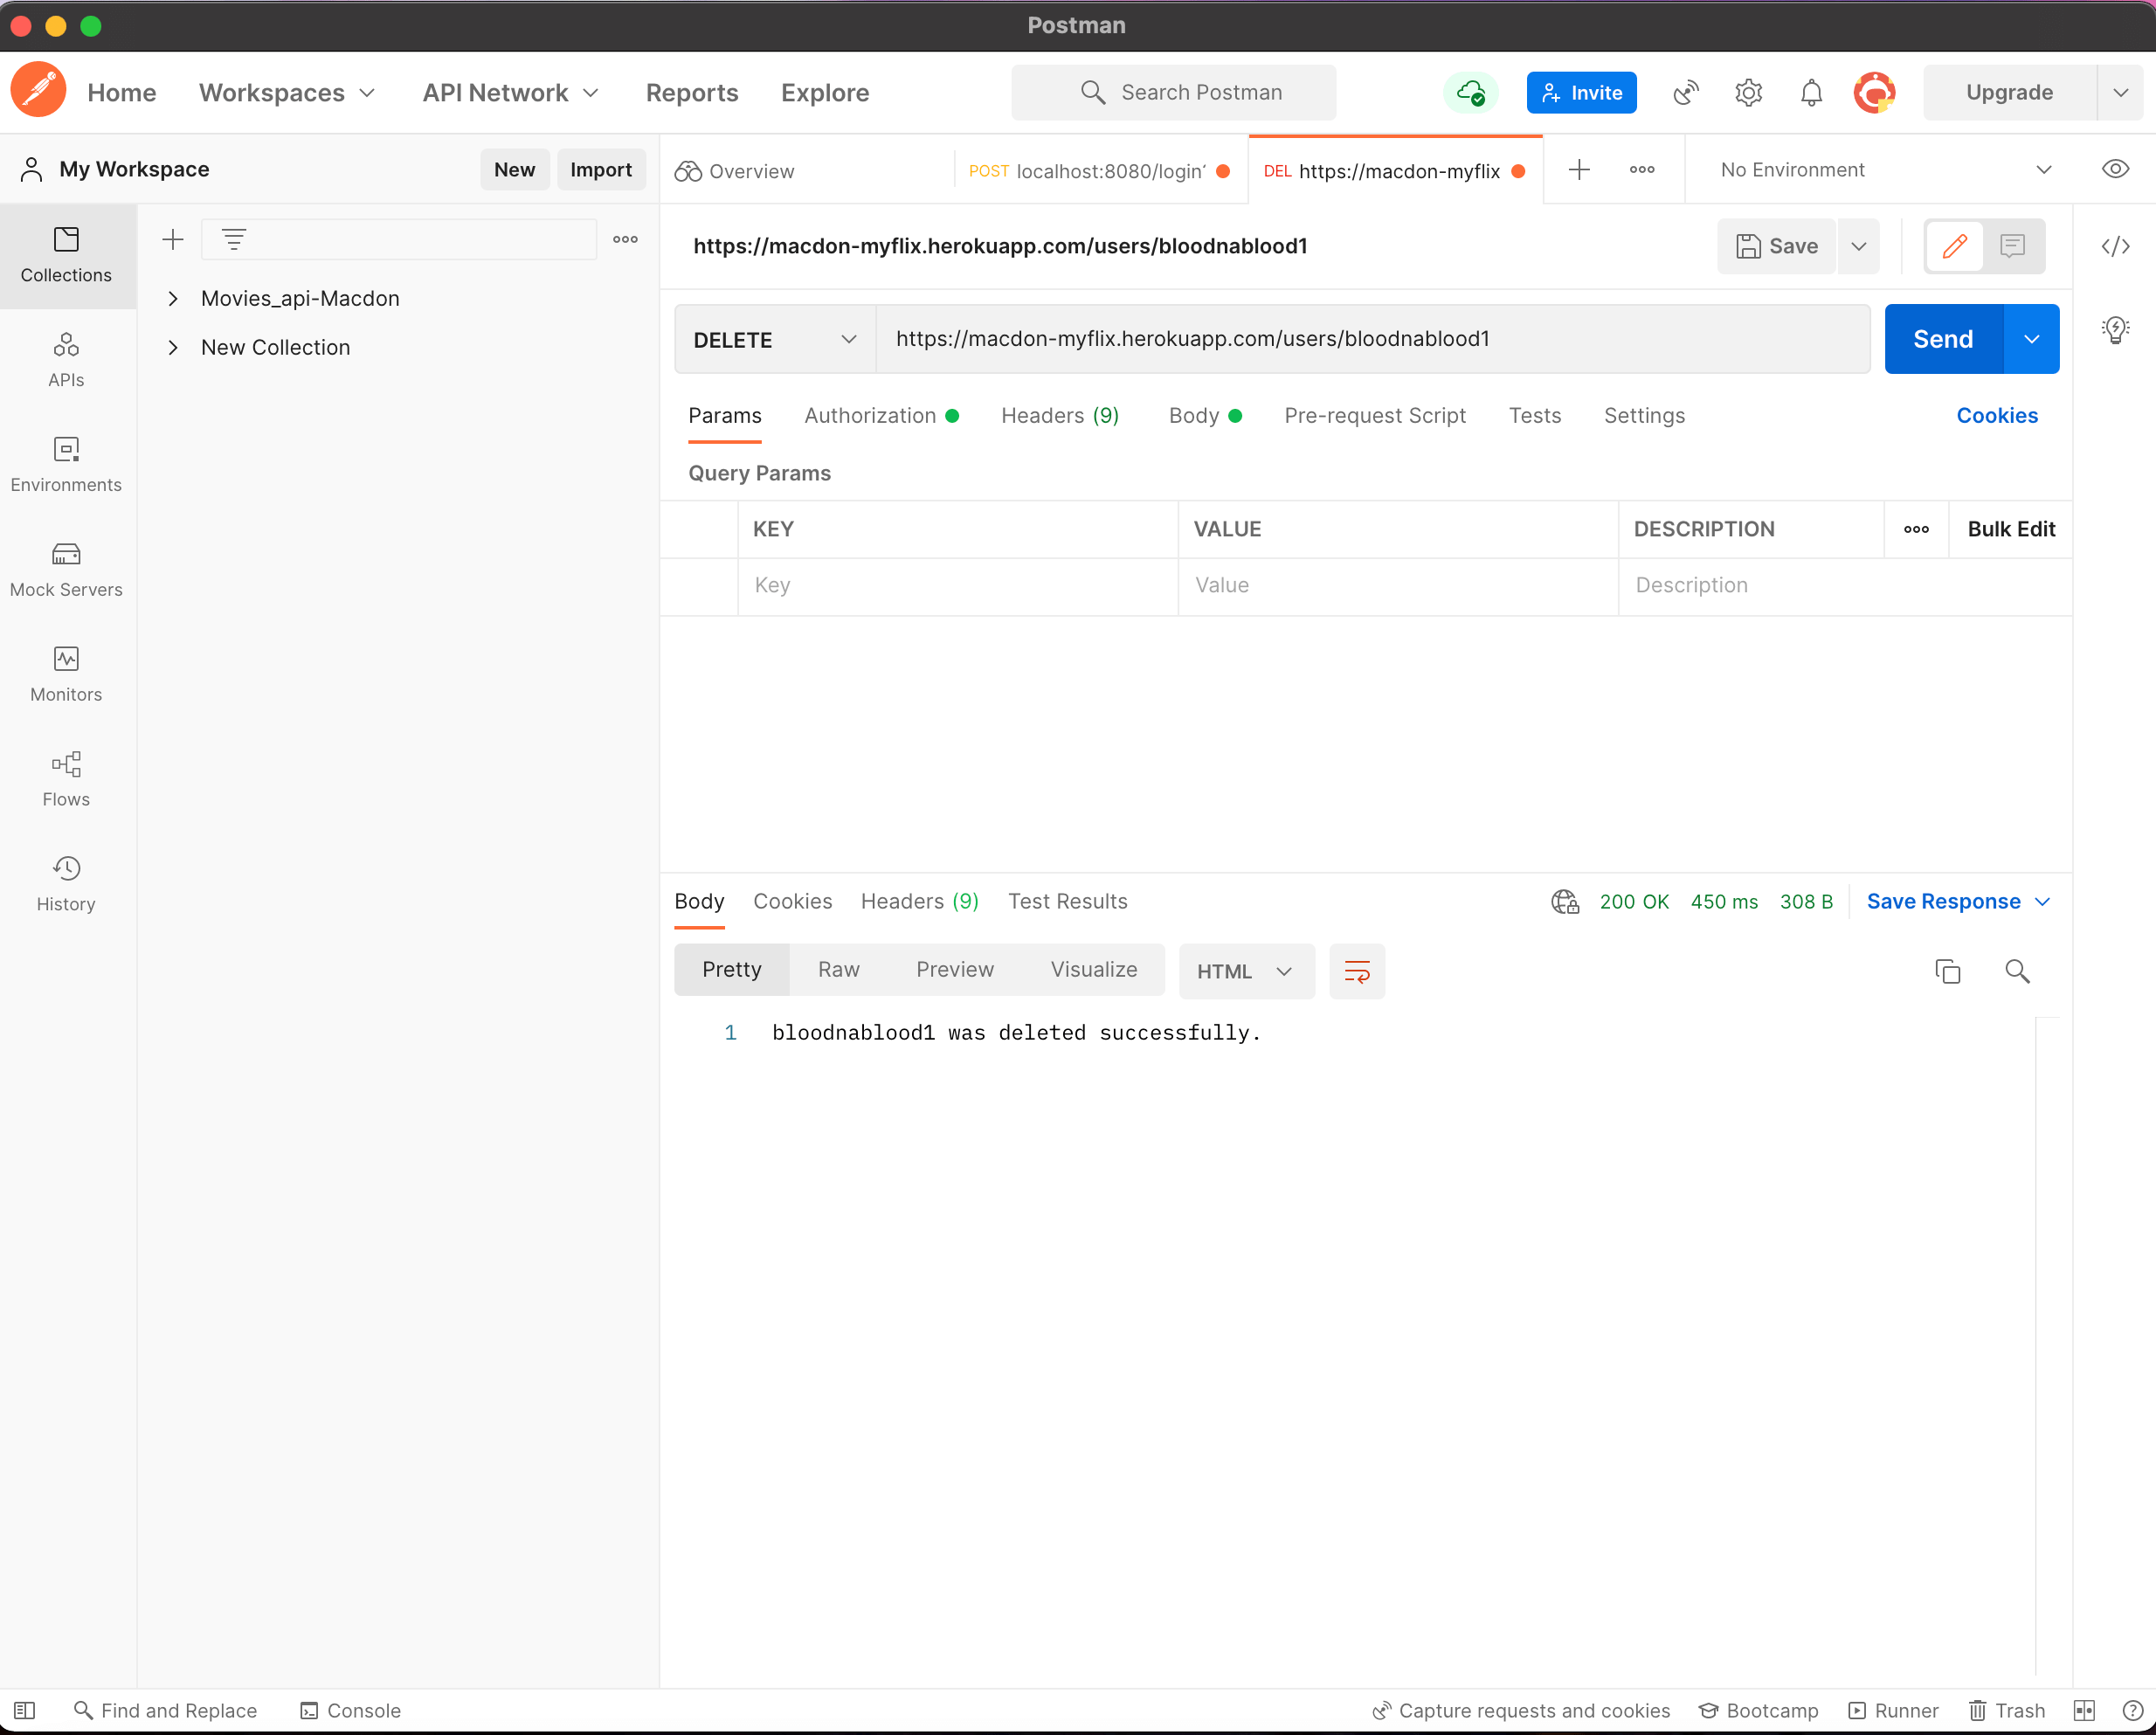 Postman
Home Workspaces API Network Reports Explore Search Postman Invite Upgrade
My Workspace New Import Overview POST localhost:8080/login DEL https://macdon-myflix No Environment
Collections
APIs
Environments
Mock Servers
Monitors
Flows
History
Movies_api-Macdon
New Collection
https://macdon-myflix.herokuapp.com/users/bloodnablood1 Save
DELETE https://macdon-myflix.herokuapp.com/users/bloodnablood1 Send
Params Authorization Headers (9) Body Pre-request Script Tests Settings Cookies
Query Params
KEY VALUE DESCRIPTION Bulk Edit
Key Value Description
Body Cookies Headers (9) Test Results 200 OK 450 ms 308 B Save Response
Pretty Raw Preview Visualize HTML
1 bloodnablood1 was deleted successfully.
Find and Replace Console Capture requests and cookies Bootcamp Runner Trash